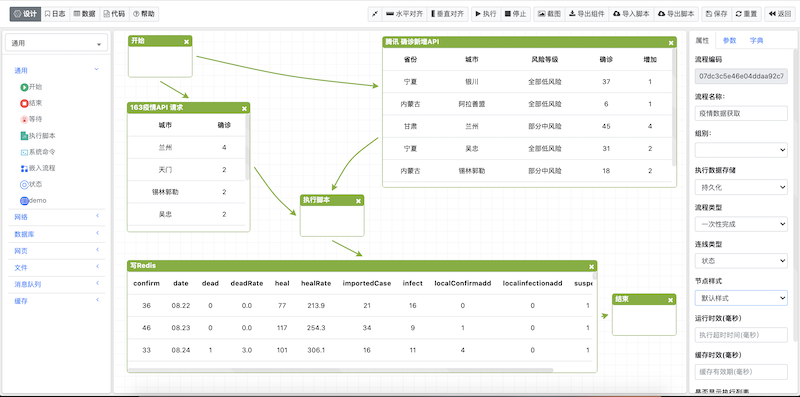 设计 日志 数据 代码 帮助 水平对齐 垂直对齐 执行 停止 截图 导出组件 导入脚本 导出脚本 保存 重置 返回
通用
通用
开始
结束
等待
执行脚本
系统命令
嵌入流程
状态
demo
网络
数据库
网页
文件
消息队列
缓存
开始
腾讯 确诊新增API
省份 城市 风险等级 确诊 增加
宁夏 银川 全部低风险 37 1
内蒙古 阿拉善盟 全部低风险 6 1
甘肃 兰州 部分中风险 45 4
宁夏 吴忠 全部低风险 31 2
内蒙古 锡林郭勒 部分中风险 18 2
163疫情API 请求
城市 确诊
兰州 4
天门 2
锡林郭勒 2
吴忠 2
执行脚本
写Redis
confirm date dead deadRate heal healRate importedCase infect localConfirmadd localinfectionadd suspe
36 08.22 0 0.0 77 213.9 21 16 0 0 1
46 08.23 0 0.0 117 254.3 34 9 1 0 1
33 08.24 1 3.0 101 306.1 16 11 4 0 1
结束
属性 参数 字典
流程编码
07dc3c5e46e04ddaa92c7
流程名称:
疫情数据获取
组别:
执行数据存储
持久化
流程类型
一次性完成
连线类型
状态
节点样式
默认样式
运行时效(毫秒)
执行超时时间(毫秒)
缓存时效(毫秒)
缓存有效期(毫秒)
是否显示执行列表